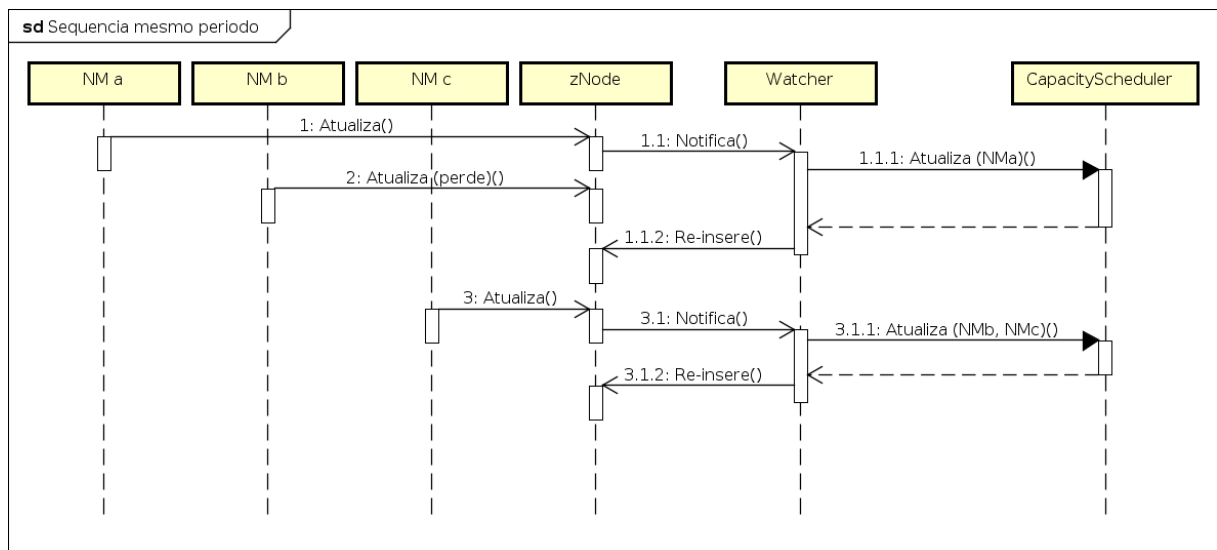 sd Sequencia mesmo periodo
NM a
NM b
NM c
zNode
Watcher
CapacityScheduler
1: Atualiza()
1.1: Notifica()
1.1.1: Atualiza (NMa)()
2: Atualiza (perde)()
1.1.2: Re-insere()
3: Atualiza()
3.1: Notifica()
3.1.1: Atualiza (NMb, NMc)()
3.1.2: Re-insere()